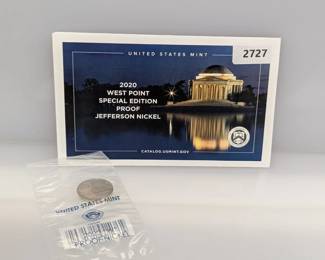 UNITED STATES MINT
2727
2020
WEST POINT
SPECIAL EDITION
PROOF
JEFFERSON NICKEL
CATALOG.USMINT.GOV
UNITED STATES MINT